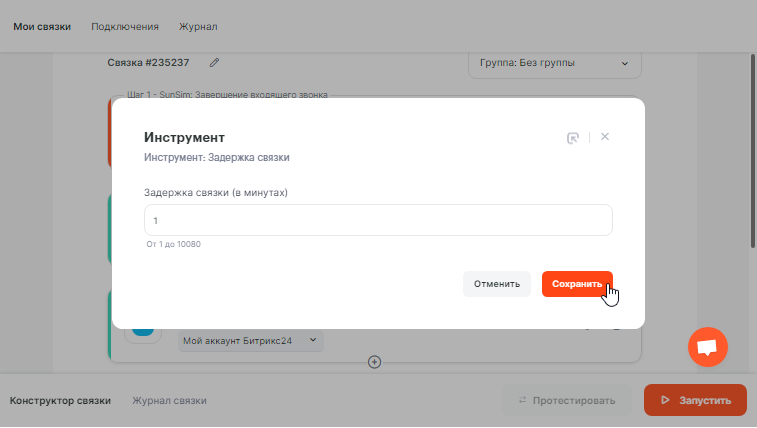 Мои связки Подключения Журнал
Связка #235237 Группа: Без группы
Шаг 1 - SunSim: Завершение входящего звонка
Инструмент
Инструмент: Задержка связки
Задержка связки (в минутах)
1
От 1 до 10080
Отменить Сохранить
Мой аккаунт Битрикс24
Конструктор связки Журнал связки Протестировать Запустить